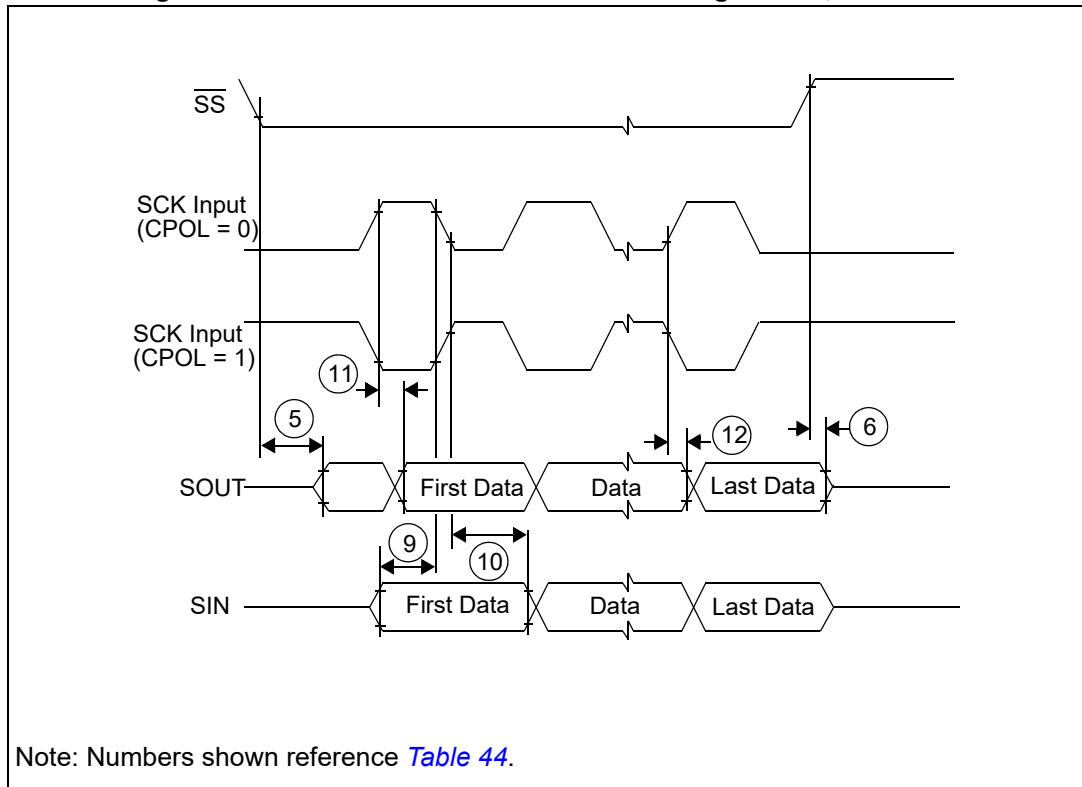 SS
SCK Input
(CPOL = 0)
SCK Input
(CPOL = 1)
11
5
12
6
SOUT
First Data
Data
Last Data
9
10
SIN
First Data
Data
Last Data
Note: Numbers shown reference Table 44.